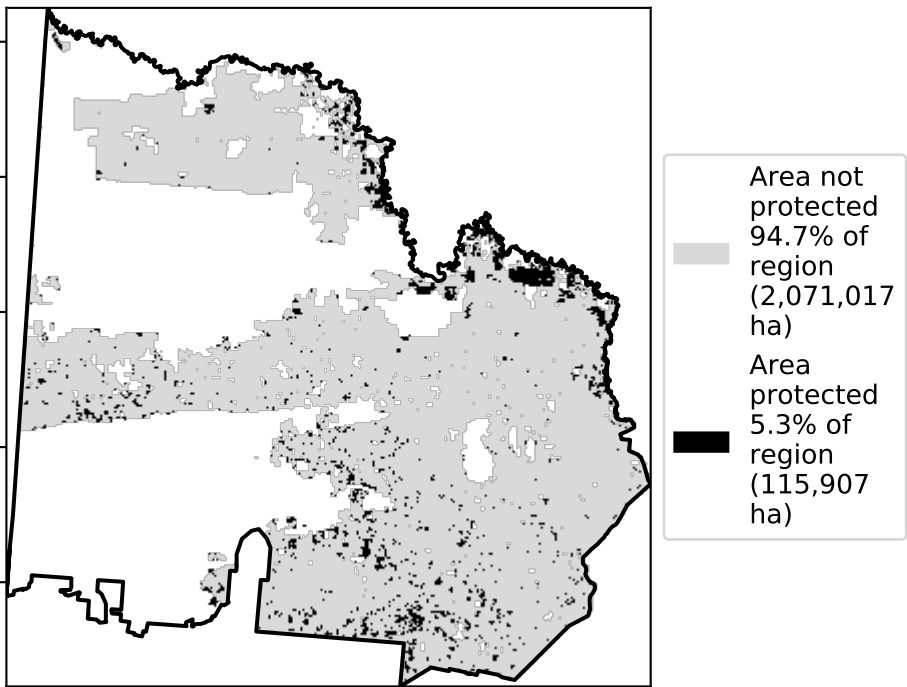 Area not
protected
94.7% of
region
(2,071,017
ha)
Area
protected
5.3% of
region
(115,907
ha)